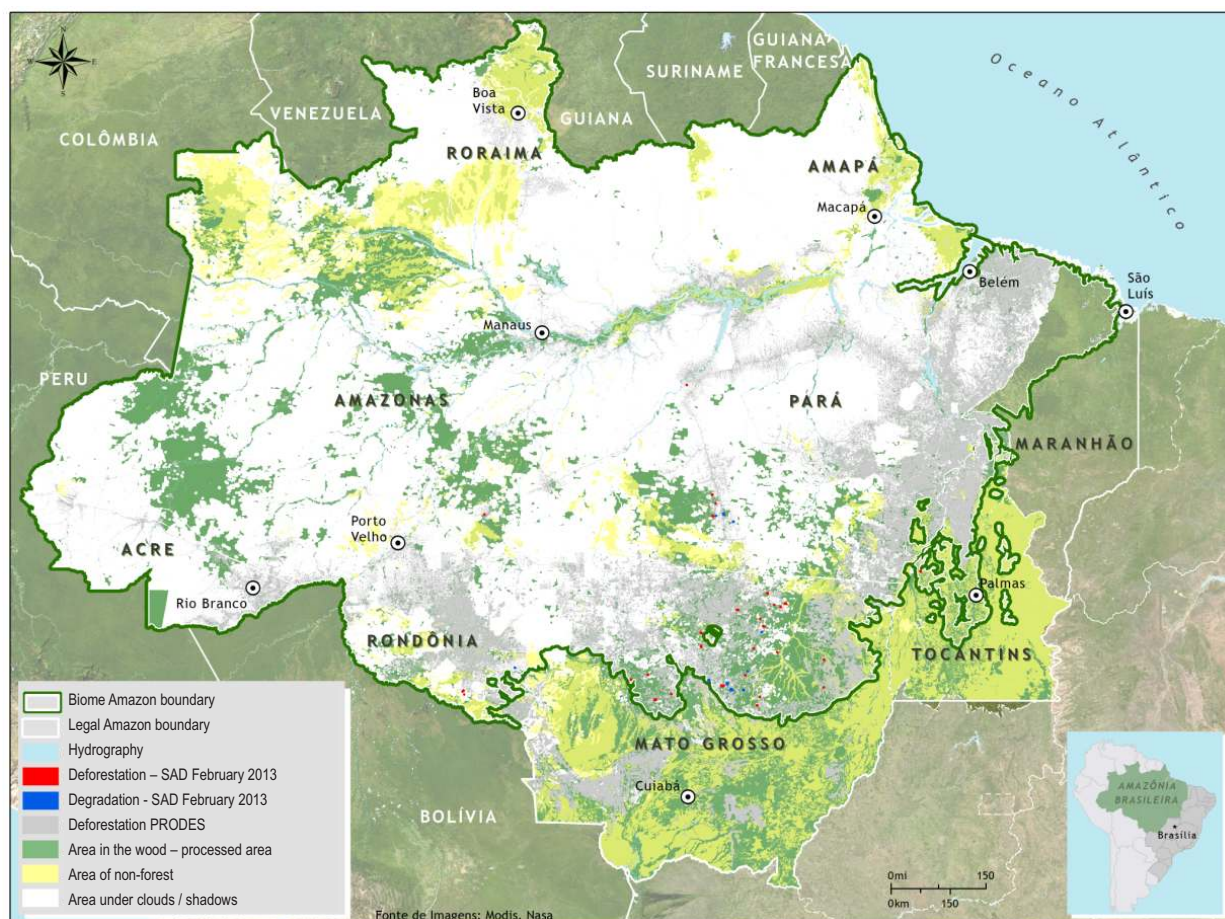 N
W
E
S
GUIANA
FRANCESA
SURINAME
GUIANA
VENEZUELA
COLÔMBIA
Oceano Atlântico
Boa
Vista
RORAIMA
AMAPÁ
Macapá
Belém
São
Luís
Manaus
PERU
AMAZONAS
PARÁ
MARANHÃO
Porto
Velho
ACRE
Rio Branco
Palmas
RONDÔNIA
TOCANTINS
MATO GROSSO
Cuiabá
BOLÍVIA
Biome Amazon boundary
Legal Amazon boundary
Hydrography
Deforestation – SAD February 2013
Degradation - SAD February 2013
Deforestation PRODES
Area in the wood – processed area
Area of non-forest
Area under clouds / shadows
Fonte de Imagens: Modis, Nasa
0mi 150
0km 150
AMAZÔNIA
BRASILEIRA
Brasília